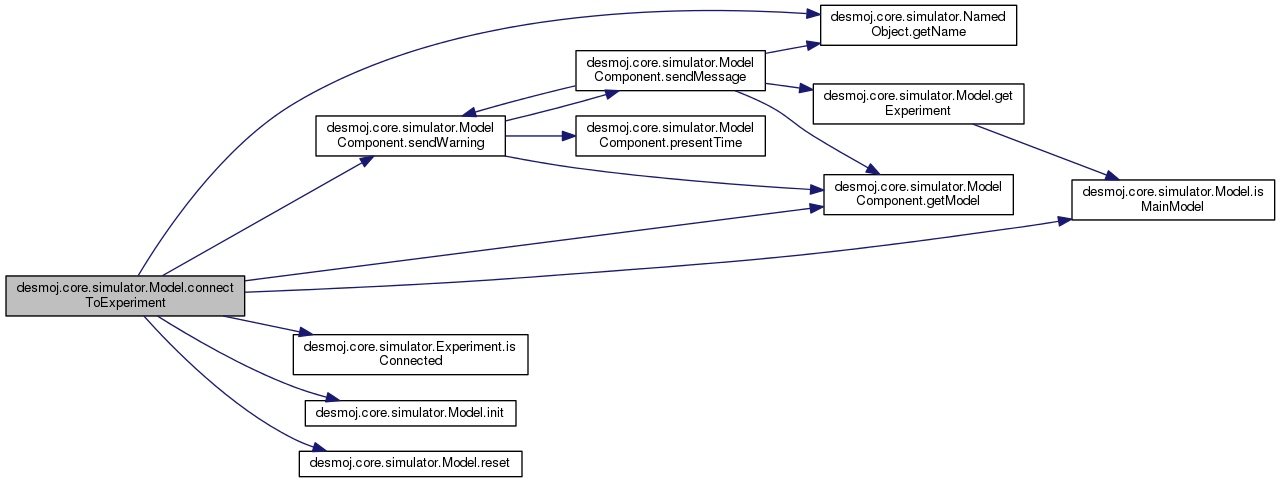 desmoj.core.simulator.Named
Object.getName
desmoj.core.simulator.Model
Component.sendMessage
desmoj.core.simulator.Model.get
Experiment
desmoj.core.simulator.Model
Component.sendWarning
desmoj.core.simulator.Model
Component.presentTime
desmoj.core.simulator.Model
Component.getModel
desmoj.core.simulator.Model.is
MainModel
desmoj.core.simulator.Model.connect
ToExperiment
desmoj.core.simulator.Experiment.is
Connected
desmoj.core.simulator.Model.init
desmoj.core.simulator.Model.reset